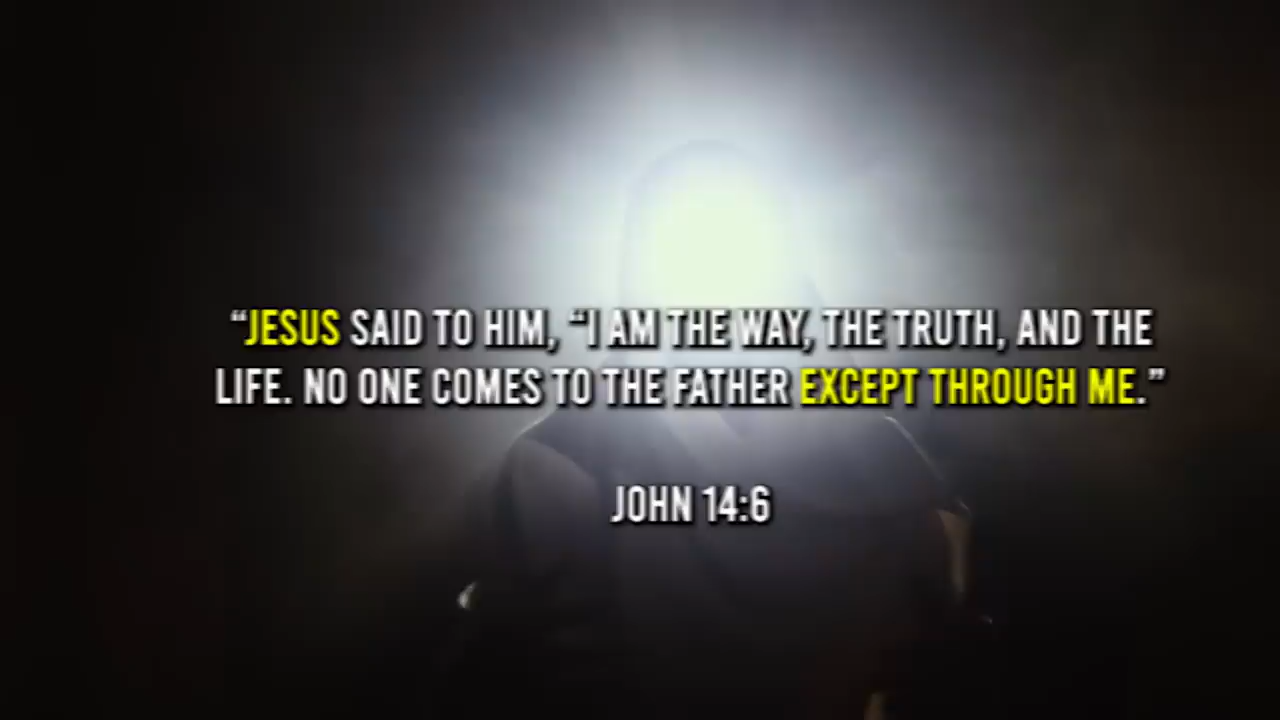 “JESUS SAID TO HIM, “I AM THE WAY, THE TRUTH, AND THE
LIFE. NO ONE COMES TO THE FATHER EXCEPT THROUGH ME.”
JOHN 14:6